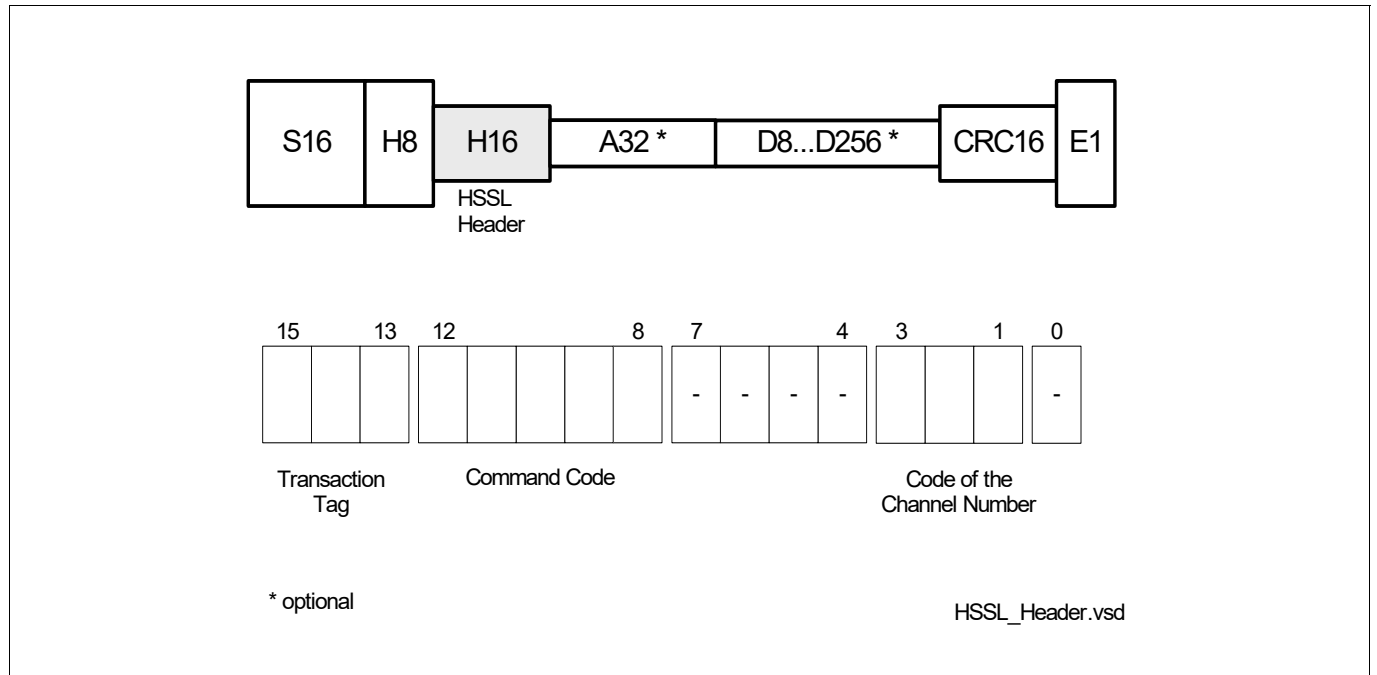 S16 H8 H16 A32 * D8...D256 * CRC16 E1
HSSL
Header
15 13 12 8 7 4 3 1 0
- - - - -
Transaction
Tag
Command Code
Code of the
Channel Number
* optional
HSSL_Header.vsd